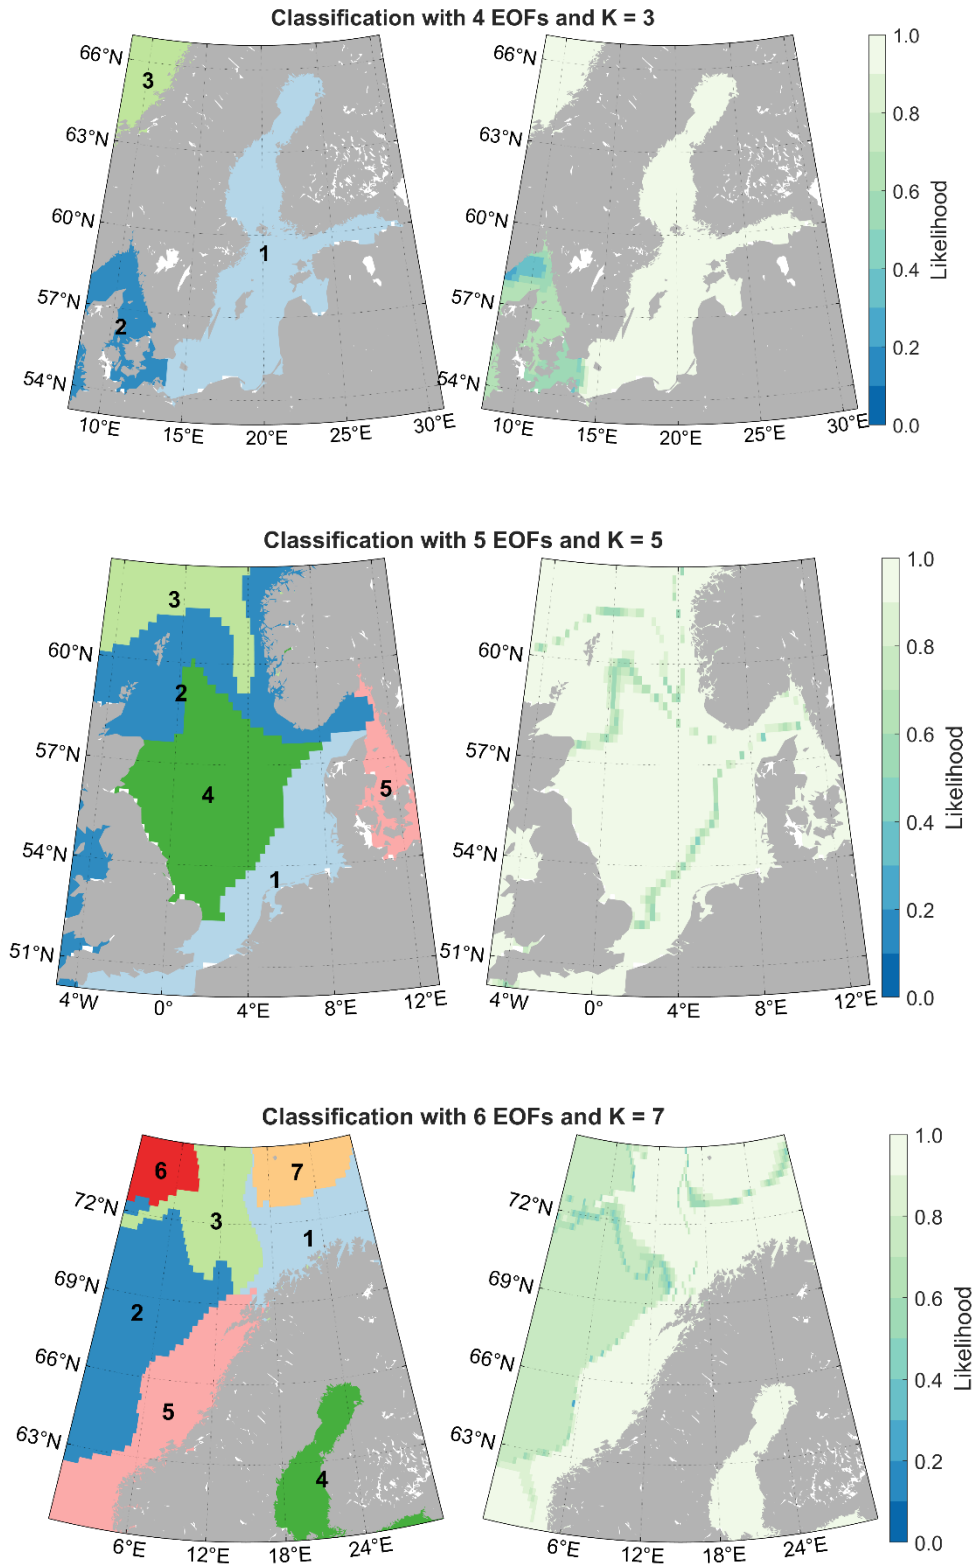 Classification with 4 EOFs and K = 3
66°N
63°N
60°N
57°N
54°N
10°E
15°E
20°E
25°E
30°E
3
1
2
66°N
63°N
60°N
57°N
54°N
10°E
15°E
20°E
25°E
30°E
1.0
0.8
0.6
0.4
0.2
0.0
Likelihood
Classification with 5 EOFs and K = 5
60°N
57°N
54°N
51°N
4°W
0°
4°E
8°E
12°E
3
2
4
5
1
60°N
57°N
54°N
51°N
4°W
0°
4°E
8°E
12°E
1.0
0.8
0.6
0.4
0.2
0.0
Likelihood
Classification with 6 EOFs and K = 7
72°N
69°N
66°N
63°N
6°E
12°E
18°E
24°E
6
7
3
1
2
5
4
72°N
69°N
66°N
63°N
6°E
12°E
18°E
24°E
1.0
0.8
0.6
0.4
0.2
0.0
Likelihood